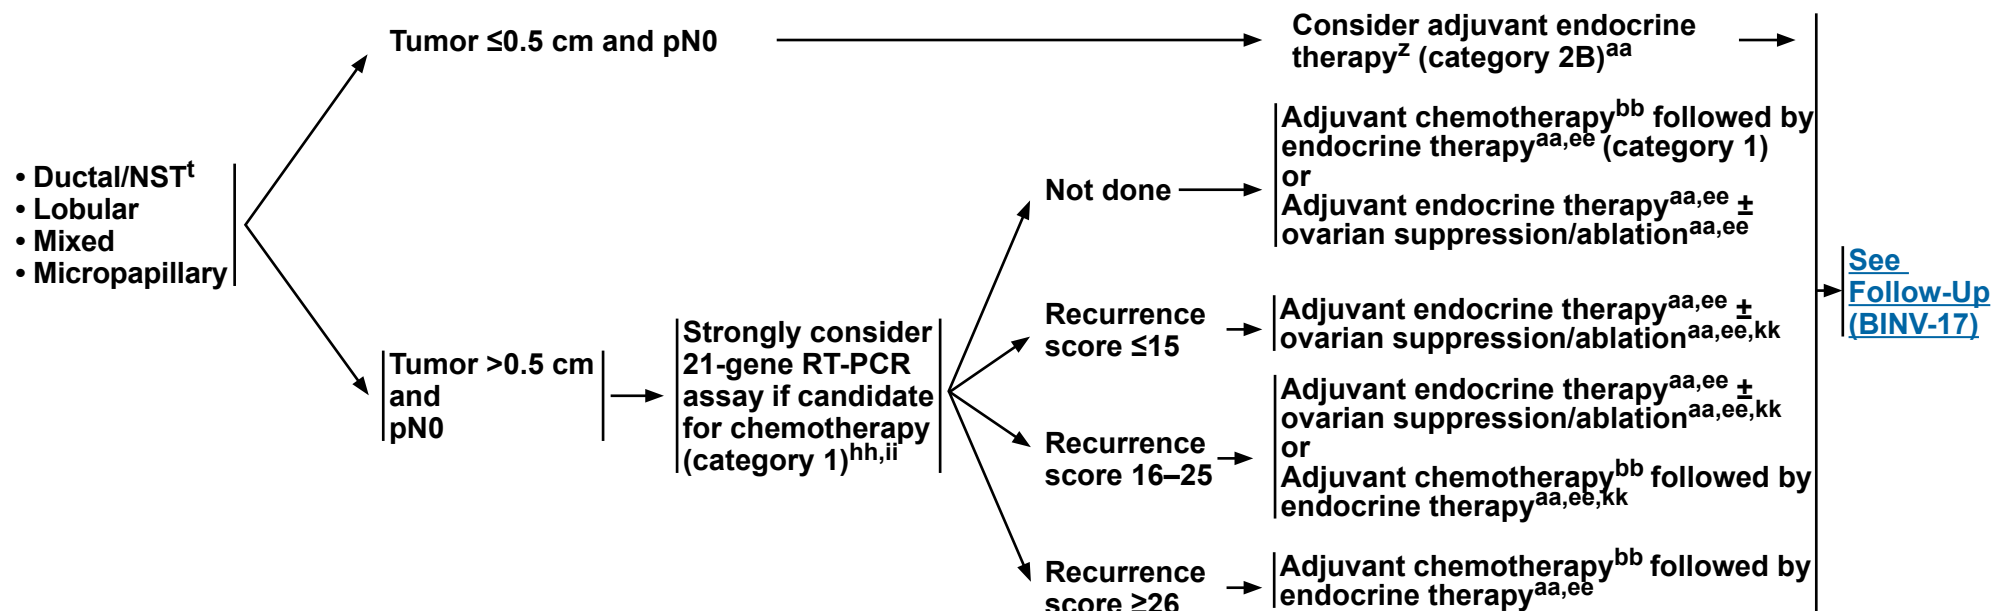 • Ductal/NSTᵗ
• Lobular
• Mixed
• Micropapillary
Tumor ≤0.5 cm and pN0
Consider adjuvant endocrine
therapyᶻ (category 2B)ᵃᵃ
Tumor >0.5 cm
and
pN0
Strongly consider
21-gene RT-PCR
assay if candidate
for chemotherapy
(category 1)ʰʰ,ⁱⁱ
Not done
Adjuvant chemotherapyᵇᵇ followed by
endocrine therapyᵃᵃ,ᵉᵉ (category 1)
or
Adjuvant endocrine therapyᵃᵃ,ᵉᵉ ±
ovarian suppression/ablationᵃᵃ,ᵉᵉ
Recurrence
score ≤15
Adjuvant endocrine therapyᵃᵃ,ᵉᵉ ±
ovarian suppression/ablationᵃᵃ,ᵉᵉ,ᵏᵏ
Recurrence
score 16–25
Adjuvant endocrine therapyᵃᵃ,ᵉᵉ ±
ovarian suppression/ablationᵃᵃ,ᵉᵉ,ᵏᵏ
or
Adjuvant chemotherapyᵇᵇ followed by
endocrine therapyᵃᵃ,ᵉᵉ,ᵏᵏ
Recurrence
score ≥26
Adjuvant chemotherapyᵇᵇ followed by
endocrine therapyᵃᵃ,ᵉᵉ
See
Follow-Up
(BINV-17)